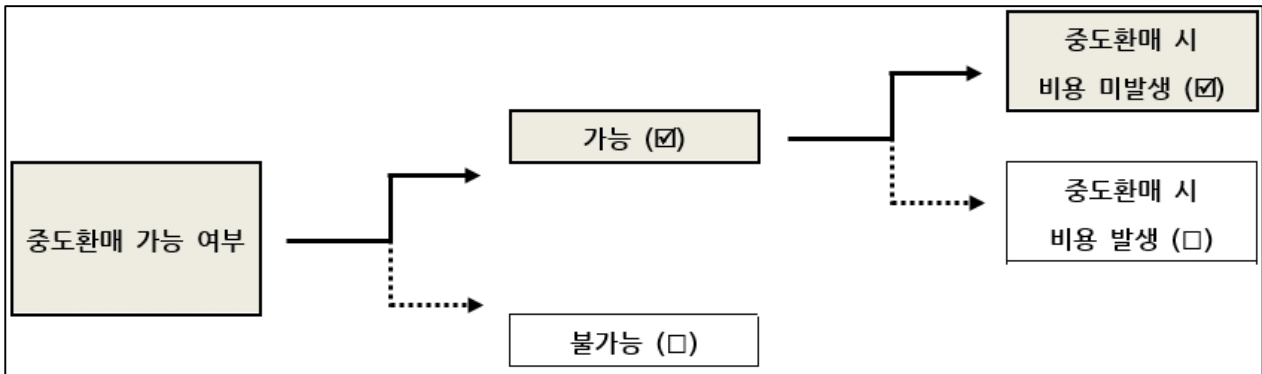 중도환매 가능 여부
가능 (☑)
불가능 (□)
중도환매 시
비용 미발생 (☑)
중도환매 시
비용 발생 (□)